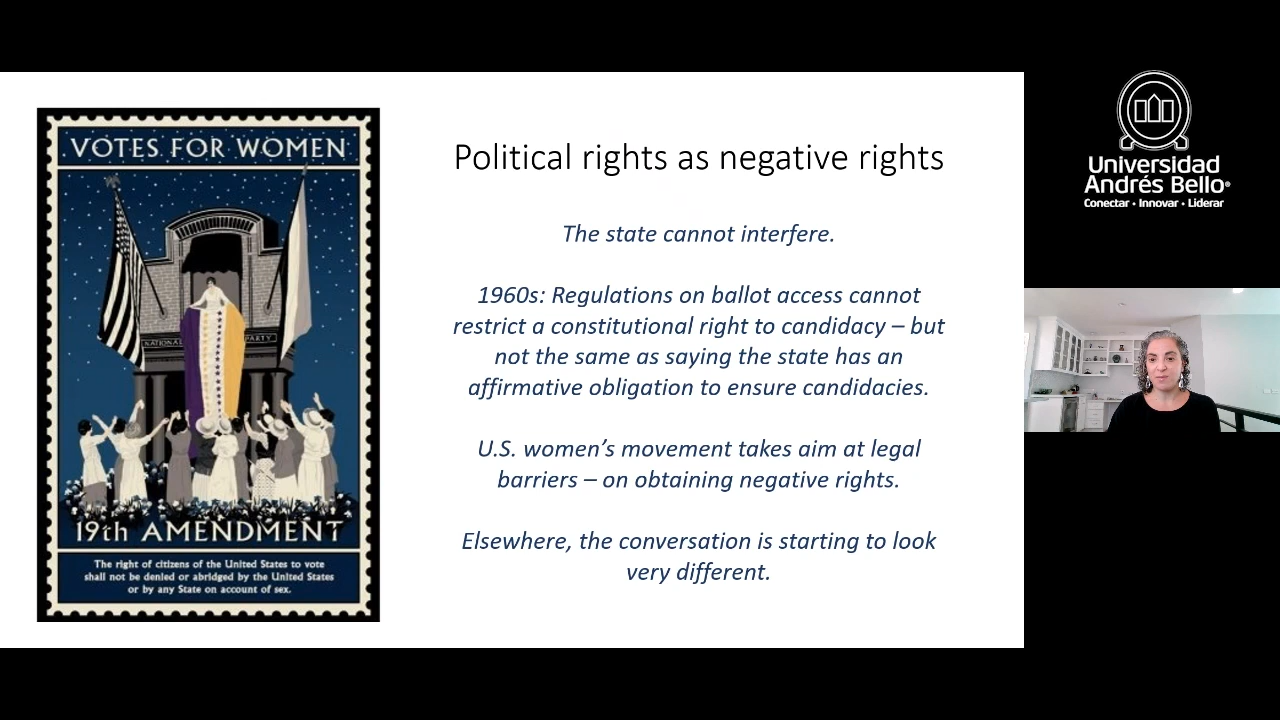 VOTES FOR WOMEN
NATIONAL
PARTY
19th AMENDMENT
The right of citizens of the United States to vote
shall not be denied or abridged by the United States
or by any State on account of sex.
Political rights as negative rights
The state cannot interfere.
1960s: Regulations on ballot access cannot
restrict a constitutional right to candidacy – but
not the same as saying the state has an
affirmative obligation to ensure candidacies.
U.S. women’s movement takes aim at legal
barriers – on obtaining negative rights.
Elsewhere, the conversation is starting to look
very different.
Universidad
Andrés Bello®
Conectar • Innovar • Liderar